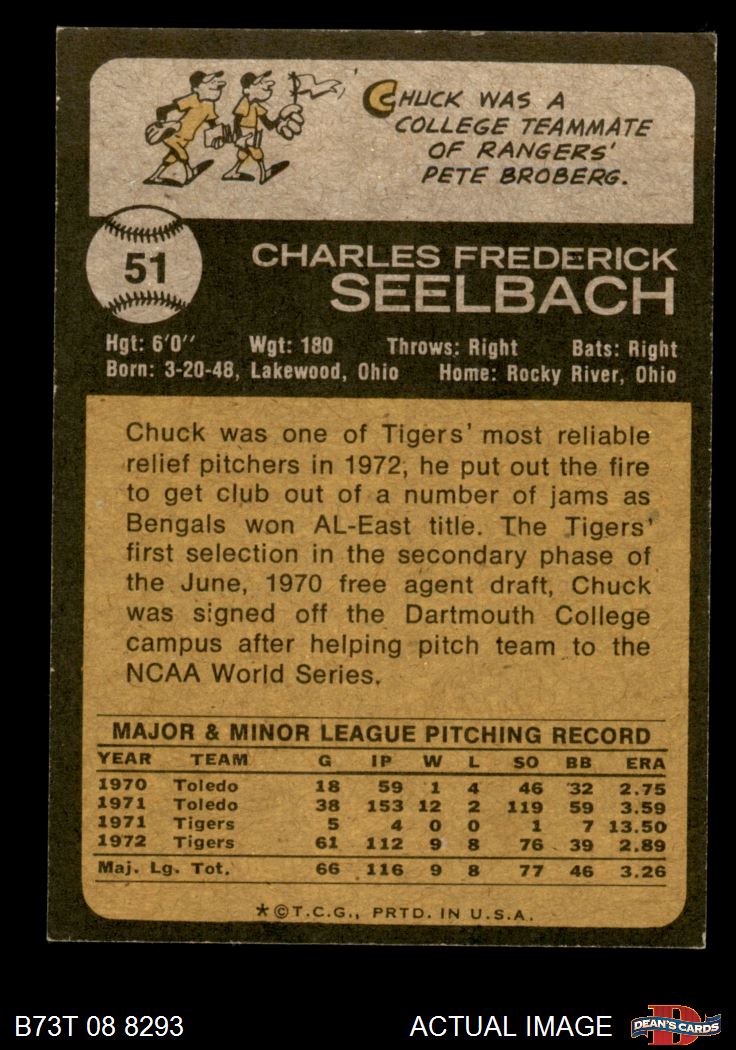 CHUCK WAS A
COLLEGE TEAMMATE
OF RANGERS'
PETE BROBERG.
51
CHARLES FREDERICK
SEELBACH
Hgt: 6'0" Wgt: 180 Throws: Right Bats: Right
Born: 3-20-48, Lakewood, Ohio Home: Rocky River, Ohio
Chuck was one of Tigers' most reliable
relief pitchers in 1972, he put out the fire
to get club out of a number of jams as
Bengals won AL-East title. The Tigers'
first selection in the secondary phase of
the June, 1970 free agent draft, Chuck
was signed off the Dartmouth College
campus after helping pitch team to the
NCAA World Series.
MAJOR & MINOR LEAGUE PITCHING RECORD
YEAR TEAM G IP W L SO BB ERA
1970 Toledo 18 59 1 4 46 32 2.75
1971 Toledo 38 153 12 2 119 59 3.59
1971 Tigers 5 4 0 0 1 7 13.50
1972 Tigers 61 112 9 8 76 39 2.89
Maj. Lg. Tot. 66 116 9 8 77 46 3.26
*©T.C.G., PRTD. IN U.S.A.
B73T 08 8293 ACTUAL IMAGE D DEAN'S CARDS